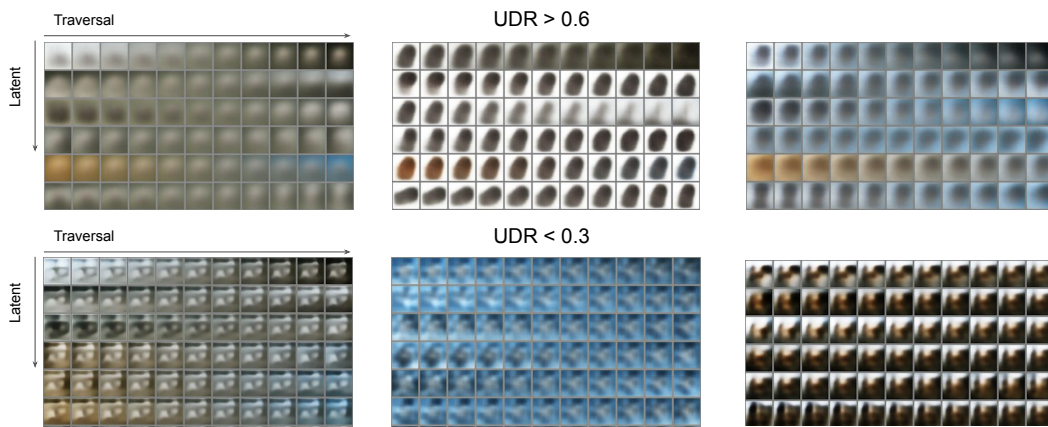 UDR > 0.6
Traversal
Latent
UDR < 0.3
Traversal
Latent